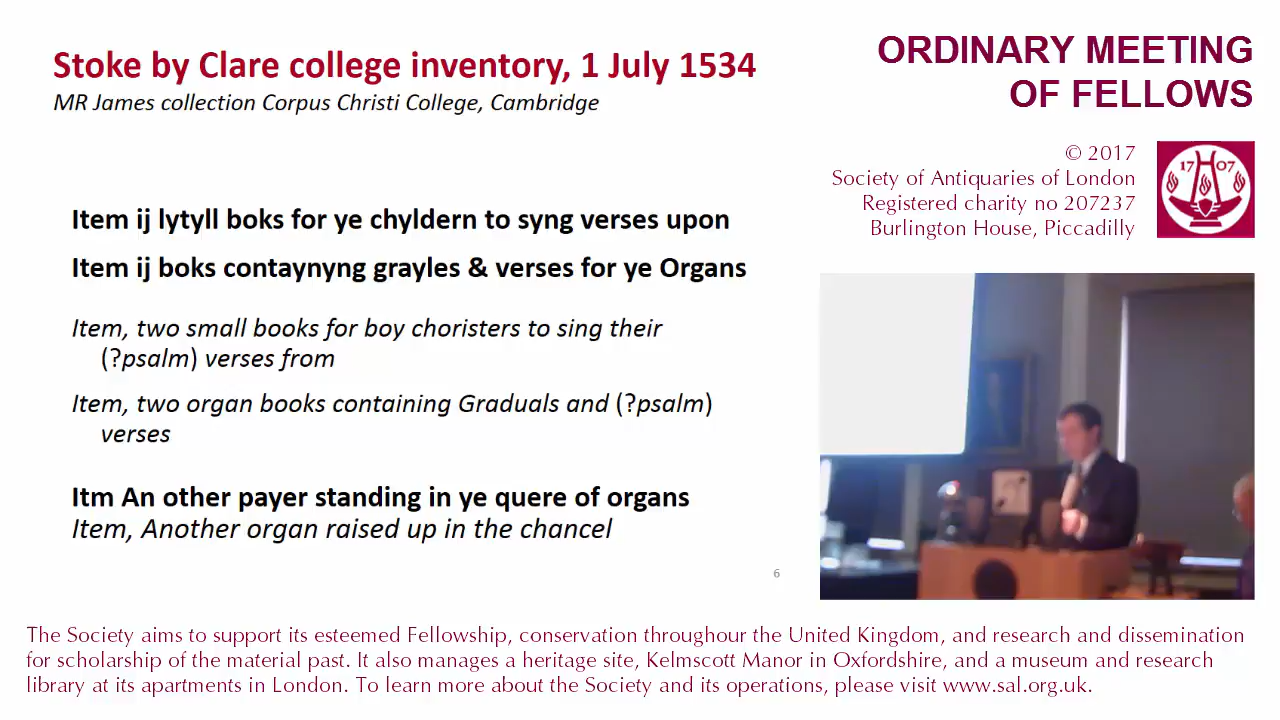 Stoke by Clare college inventory, 1 July 1534
MR James collection Corpus Christi College, Cambridge
Item ij lytyll boks for ye chyldern to syng verses upon
Item ij boks contaynyng grayles & verses for ye Organs
Item, two small books for boy choristers to sing their
(?psalm) verses from
Item, two organ books containing Graduals and (?psalm)
verses
Itm An other payer standing in ye quere of organs
Item, Another organ raised up in the chancel
6
ORDINARY MEETING
OF FELLOWS
© 2017
Society of Antiquaries of London
Registered charity no 207237
Burlington House, Piccadilly
17 07
The Society aims to support its esteemed Fellowship, conservation throughour the United Kingdom, and research and dissemination
for scholarship of the material past. It also manages a heritage site, Kelmscott Manor in Oxfordshire, and a museum and research
library at its apartments in London. To learn more about the Society and its operations, please visit www.sal.org.uk.